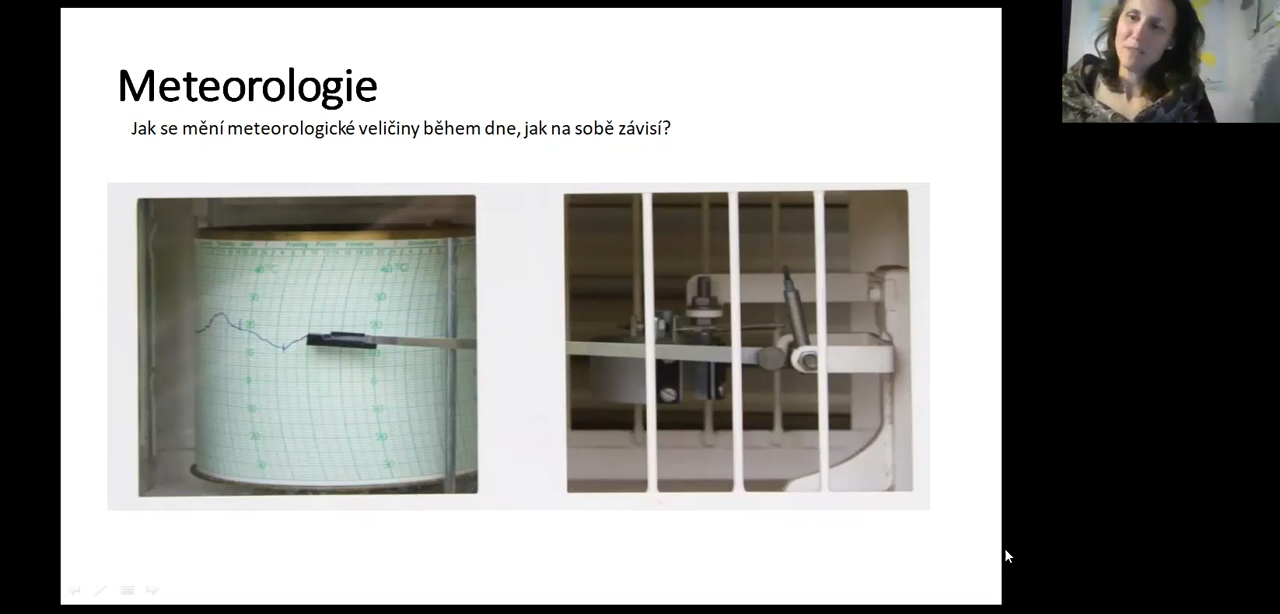 Meteorologie
Jak se mění meteorologické veličiny během dne, jak na sobě závisí?